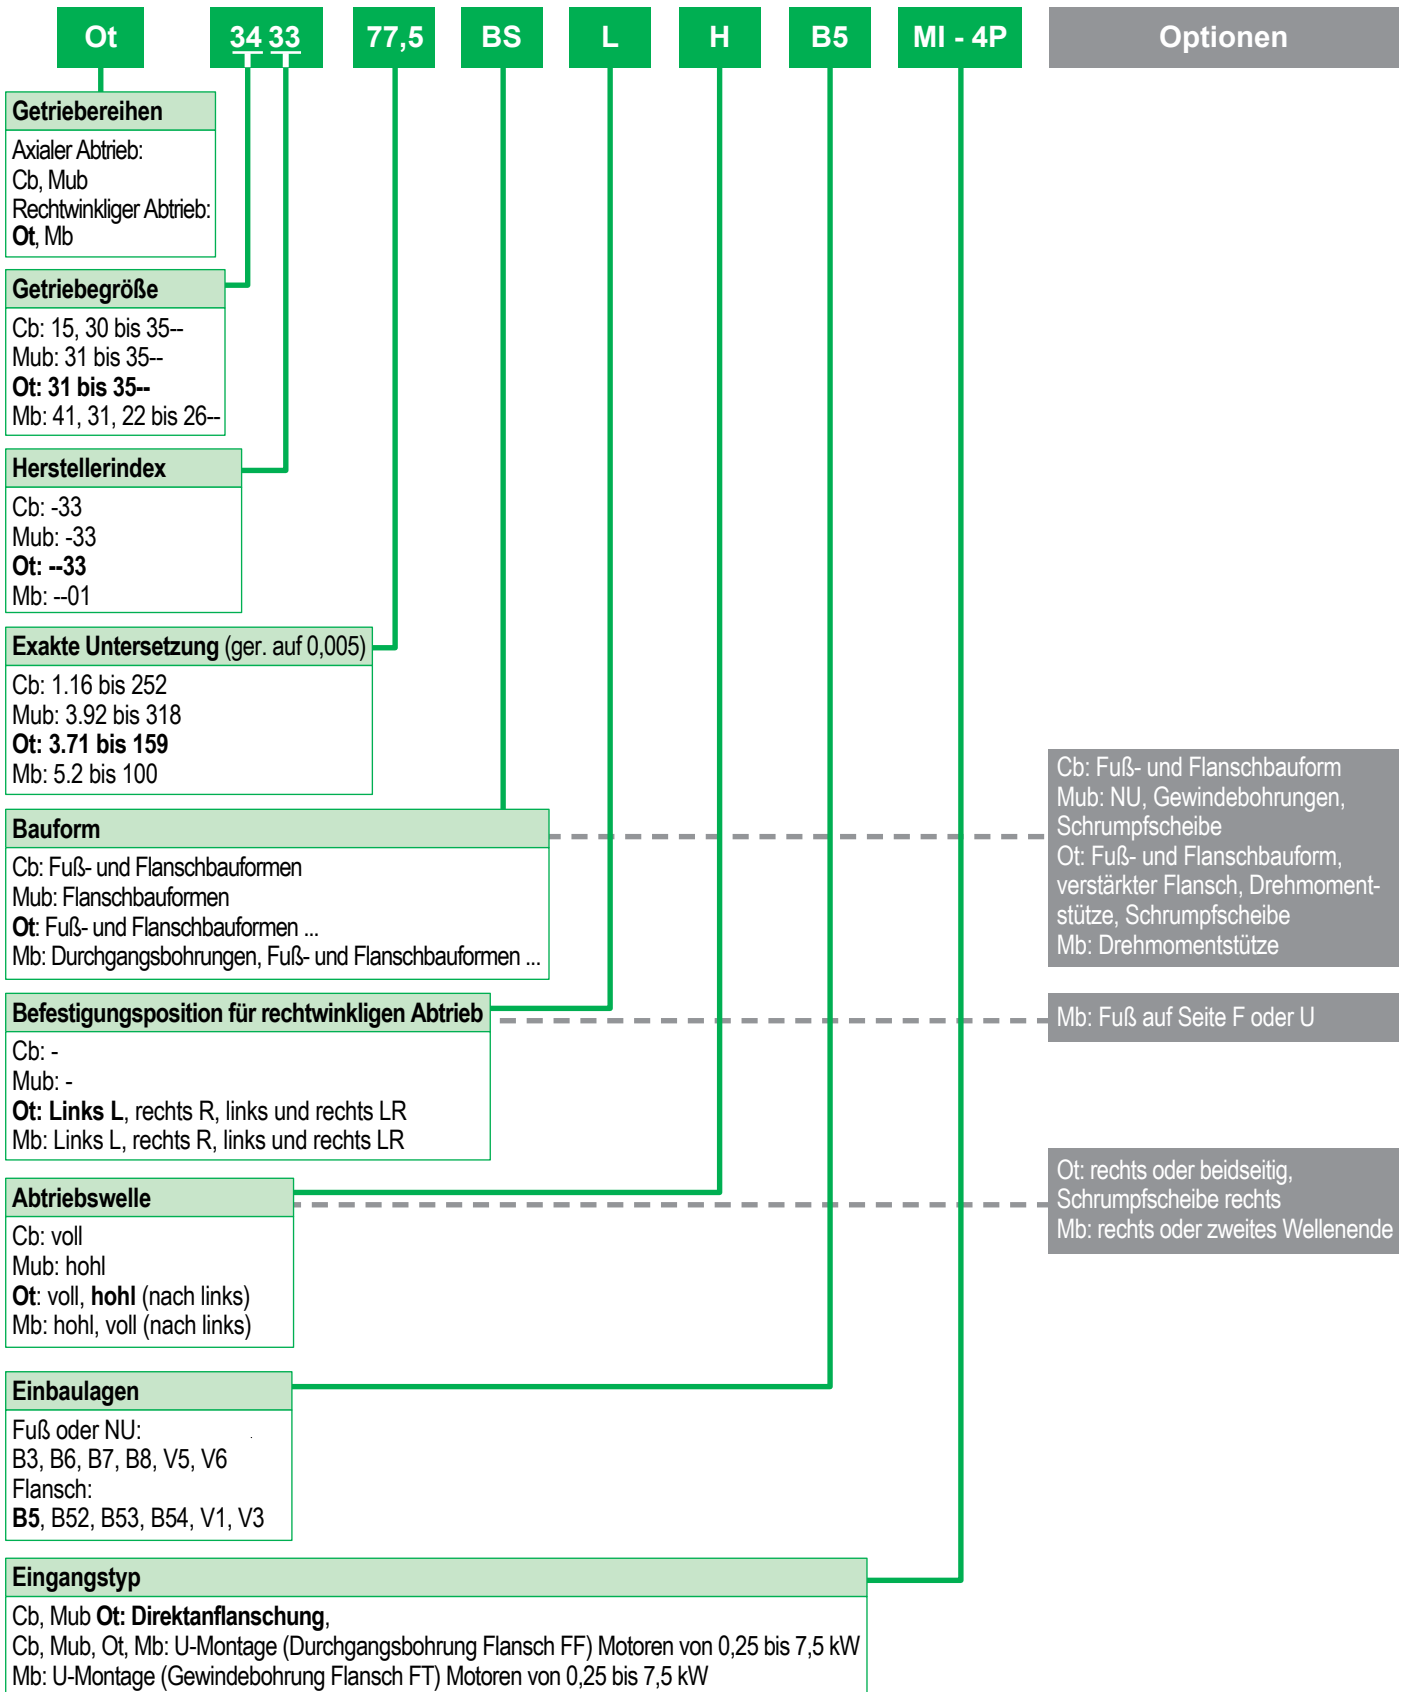 Ot 34 33 77,5 BS L H B5 MI - 4P Optionen
Getriebereihen
Axialer Abtrieb:
Cb, Mub
Rechtwinkliger Abtrieb:
Ot, Mb
Getriebegröße
Cb: 15, 30 bis 35--
Mub: 31 bis 35--
Ot: 31 bis 35--
Mb: 41, 31, 22 bis 26--
Herstellerindex
Cb: -33
Mub: -33
Ot: --33
Mb: --01
Exakte Untersetzung (ger. auf 0,005)
Cb: 1.16 bis 252
Mub: 3.92 bis 318
Ot: 3.71 bis 159
Mb: 5.2 bis 100
Bauform
Cb: Fuß- und Flanschbauformen
Mub: Flanschbauformen
Ot: Fuß- und Flanschbauformen ...
Mb: Durchgangsbohrungen, Fuß- und Flanschbauformen ...
Cb: Fuß- und Flanschbauform
Mub: NU, Gewindebohrungen,
Schrumpfscheibe
Ot: Fuß- und Flanschbauform,
verstärkter Flansch, Drehmoment-
stütze, Schrumpfscheibe
Mb: Drehmomentstütze
Befestigungsposition für rechtwinkligen Abtrieb
Cb: -
Mub: -
Ot: Links L, rechts R, links und rechts LR
Mb: Links L, rechts R, links und rechts LR
Mb: Fuß auf Seite F oder U
Abtriebswelle
Cb: voll
Mub: hohl
Ot: voll, hohl (nach links)
Mb: hohl, voll (nach links)
Ot: rechts oder beidseitig,
Schrumpfscheibe rechts
Mb: rechts oder zweites Wellenende
Einbaulagen
Fuß oder NU:
B3, B6, B7, B8, V5, V6
Flansch:
B5, B52, B53, B54, V1, V3
Eingangstyp
Cb, Mub Ot: Direktanflanschung,
Cb, Mub, Ot, Mb: U-Montage (Durchgangsbohrung Flansch FF) Motoren von 0,25 bis 7,5 kW
Mb: U-Montage (Gewindebohrung Flansch FT) Motoren von 0,25 bis 7,5 kW